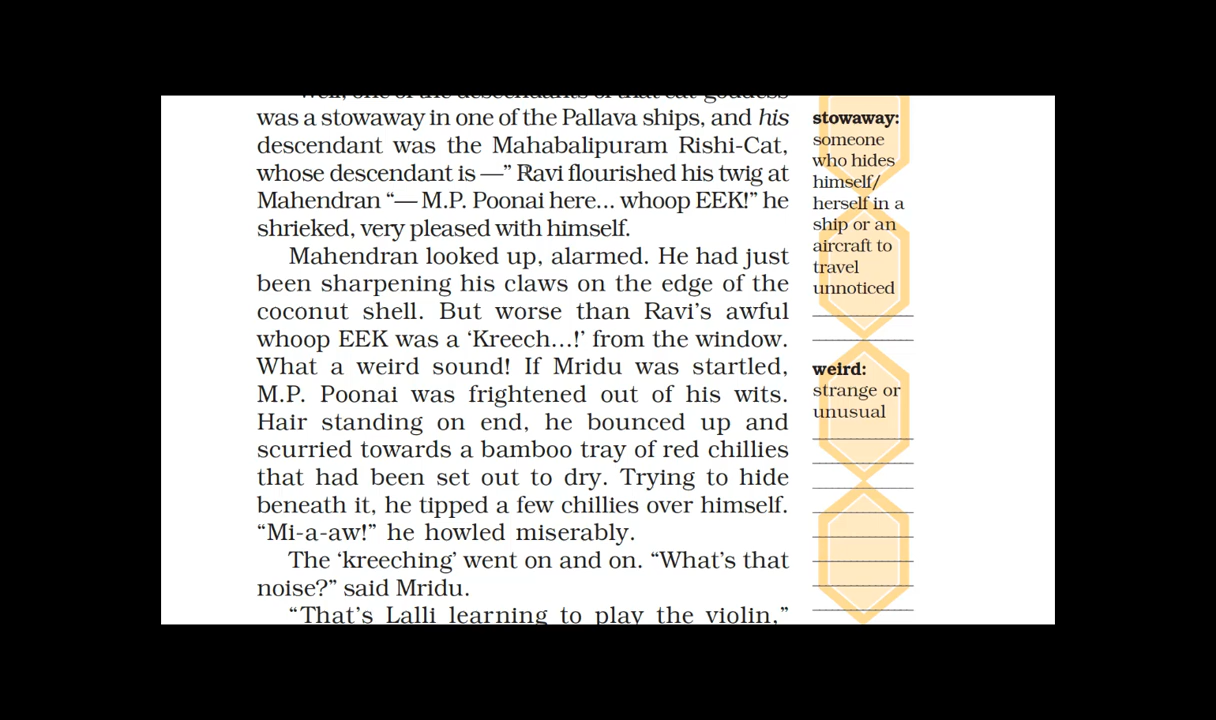 was a stowaway in one of the Pallava ships, and his
descendant was the Mahabalipuram Rishi-Cat,
whose descendant is —” Ravi flourished his twig at
Mahendran “— M.P. Poonai here... whoop EEK!” he
shrieked, very pleased with himself.
Mahendran looked up, alarmed. He had just
been sharpening his claws on the edge of the
coconut shell. But worse than Ravi’s awful
whoop EEK was a ‘Kreech...!’ from the window.
What a weird sound! If Mridu was startled,
M.P. Poonai was frightened out of his wits.
Hair standing on end, he bounced up and
scurried towards a bamboo tray of red chillies
that had been set out to dry. Trying to hide
beneath it, he tipped a few chillies over himself.
“Mi-a-aw!” he howled miserably.
The ‘kreeching’ went on and on. “What’s that
noise?” said Mridu.
“That’s Lalli learning to play the violin,”
stowaway:
someone
who hides
himself/
herself in a
ship or an
aircraft to
travel
unnoticed
weird:
strange or
unusual